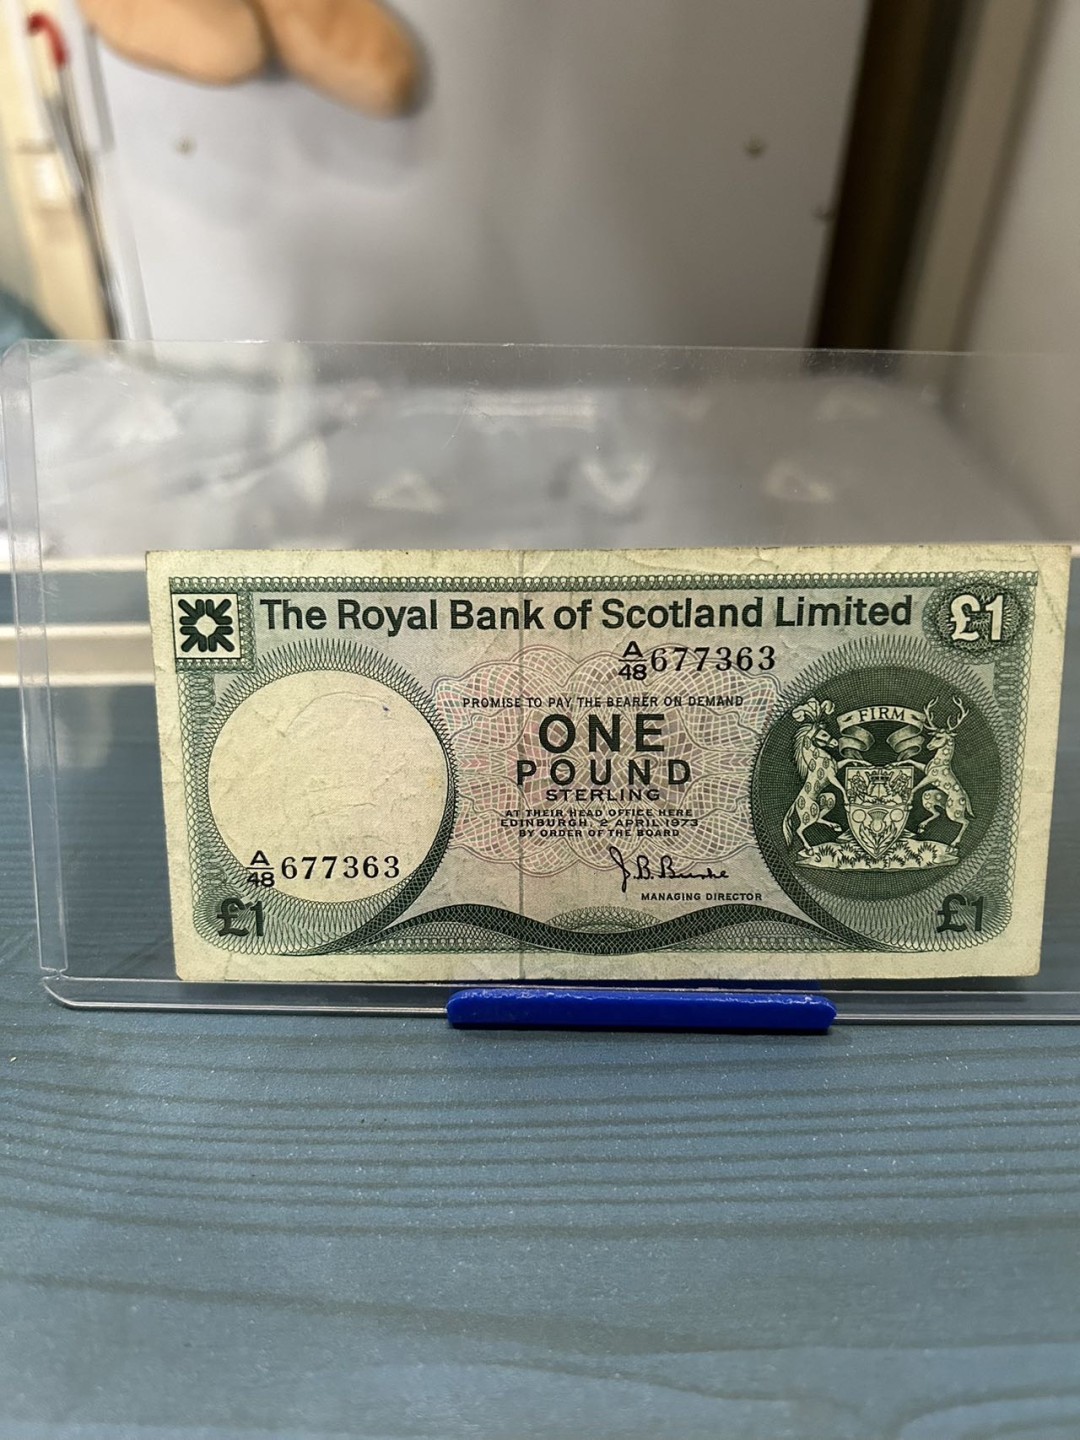 The Royal Bank of Scotland Limited
£1
A/48 677363
PROMISE TO PAY THE BEARER ON DEMAND
ONE
POUND
STERLING
AT THEIR HEAD OFFICE HERE
EDINBURGH, 2 APRIL 1973
BY ORDER OF THE BOARD
J.B. Burke
MANAGING DIRECTOR
FIRM
A/48 677363
£1
£1